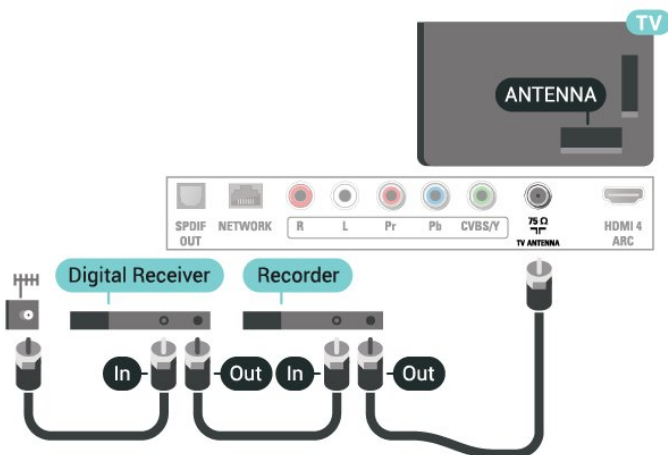 TV
ANTENNA
SPDIF OUT
NETWORK
R
L
Pr
Pb
CVBS/Y
75 Ω
TV ANTENNA
HDMI 4 ARC
Digital Receiver
Recorder
In
Out
In
Out